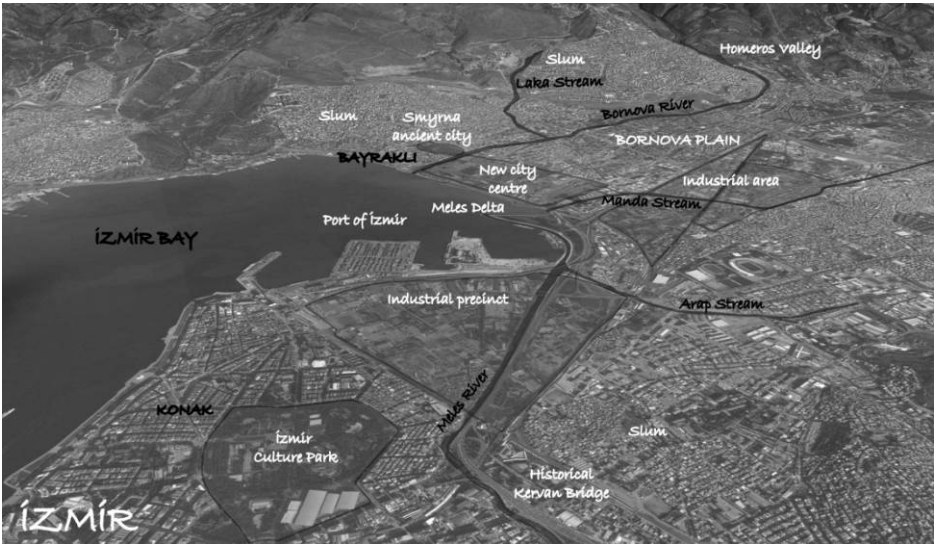 Homeros Valley
Slum
Laka Stream
Bornova River
Slum
Smyrna
ancient city
BORNOVA PLAIN
BAYRAKLI
New city
centre
Industrial area
Manda Stream
Meles Delta
Port of İzmir
İZMİR BAY
Industrial precinct
Arap Stream
Meles River
KONAK
İzmir
Culture Park
Slum
Historical
Kervan Bridge
İZMİR